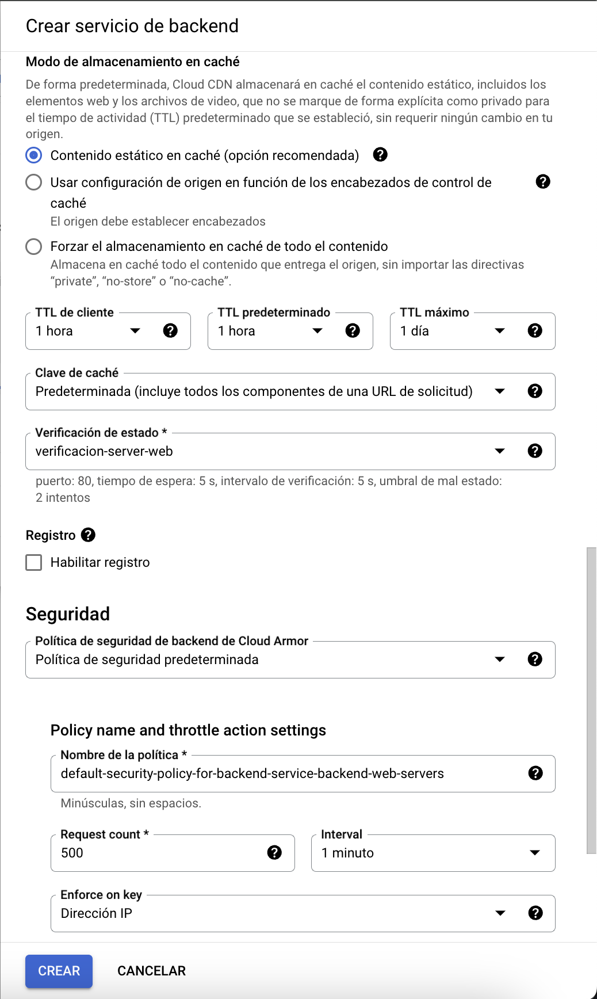 Crear servicio de backend
Modo de almacenamiento en caché
De forma predeterminada, Cloud CDN almacenará en caché el contenido estático, incluidos los
elementos web y los archivos de video, que no se marque de forma explícita como privado para
el tiempo de actividad (TTL) predeterminado que se estableció, sin requerir ningún cambio en tu
origen.
Contenido estático en caché (opción recomendada)
Usar configuración de origen en función de los encabezados de control de
caché
El origen debe establecer encabezados
Forzar el almacenamiento en caché de todo el contenido
Almacena en caché todo el contenido que entrega el origen, sin importar las directivas
“private”, “no-store” o “no-cache”.
TTL de cliente
1 hora
TTL predeterminado
1 hora
TTL máximo
1 día
Clave de caché
Predeterminada (incluye todos los componentes de una URL de solicitud)
Verificación de estado *
verificacion-server-web
puerto: 80, tiempo de espera: 5 s, intervalo de verificación: 5 s, umbral de mal estado:
2 intentos
Registro
Habilitar registro
Seguridad
Política de seguridad de backend de Cloud Armor
Política de seguridad predeterminada
Policy name and throttle action settings
Nombre de la política *
default-security-policy-for-backend-service-backend-web-servers
Minúsculas, sin espacios.
Request count *
500
Interval
1 minuto
Enforce on key
Dirección IP
CREAR
CANCELAR